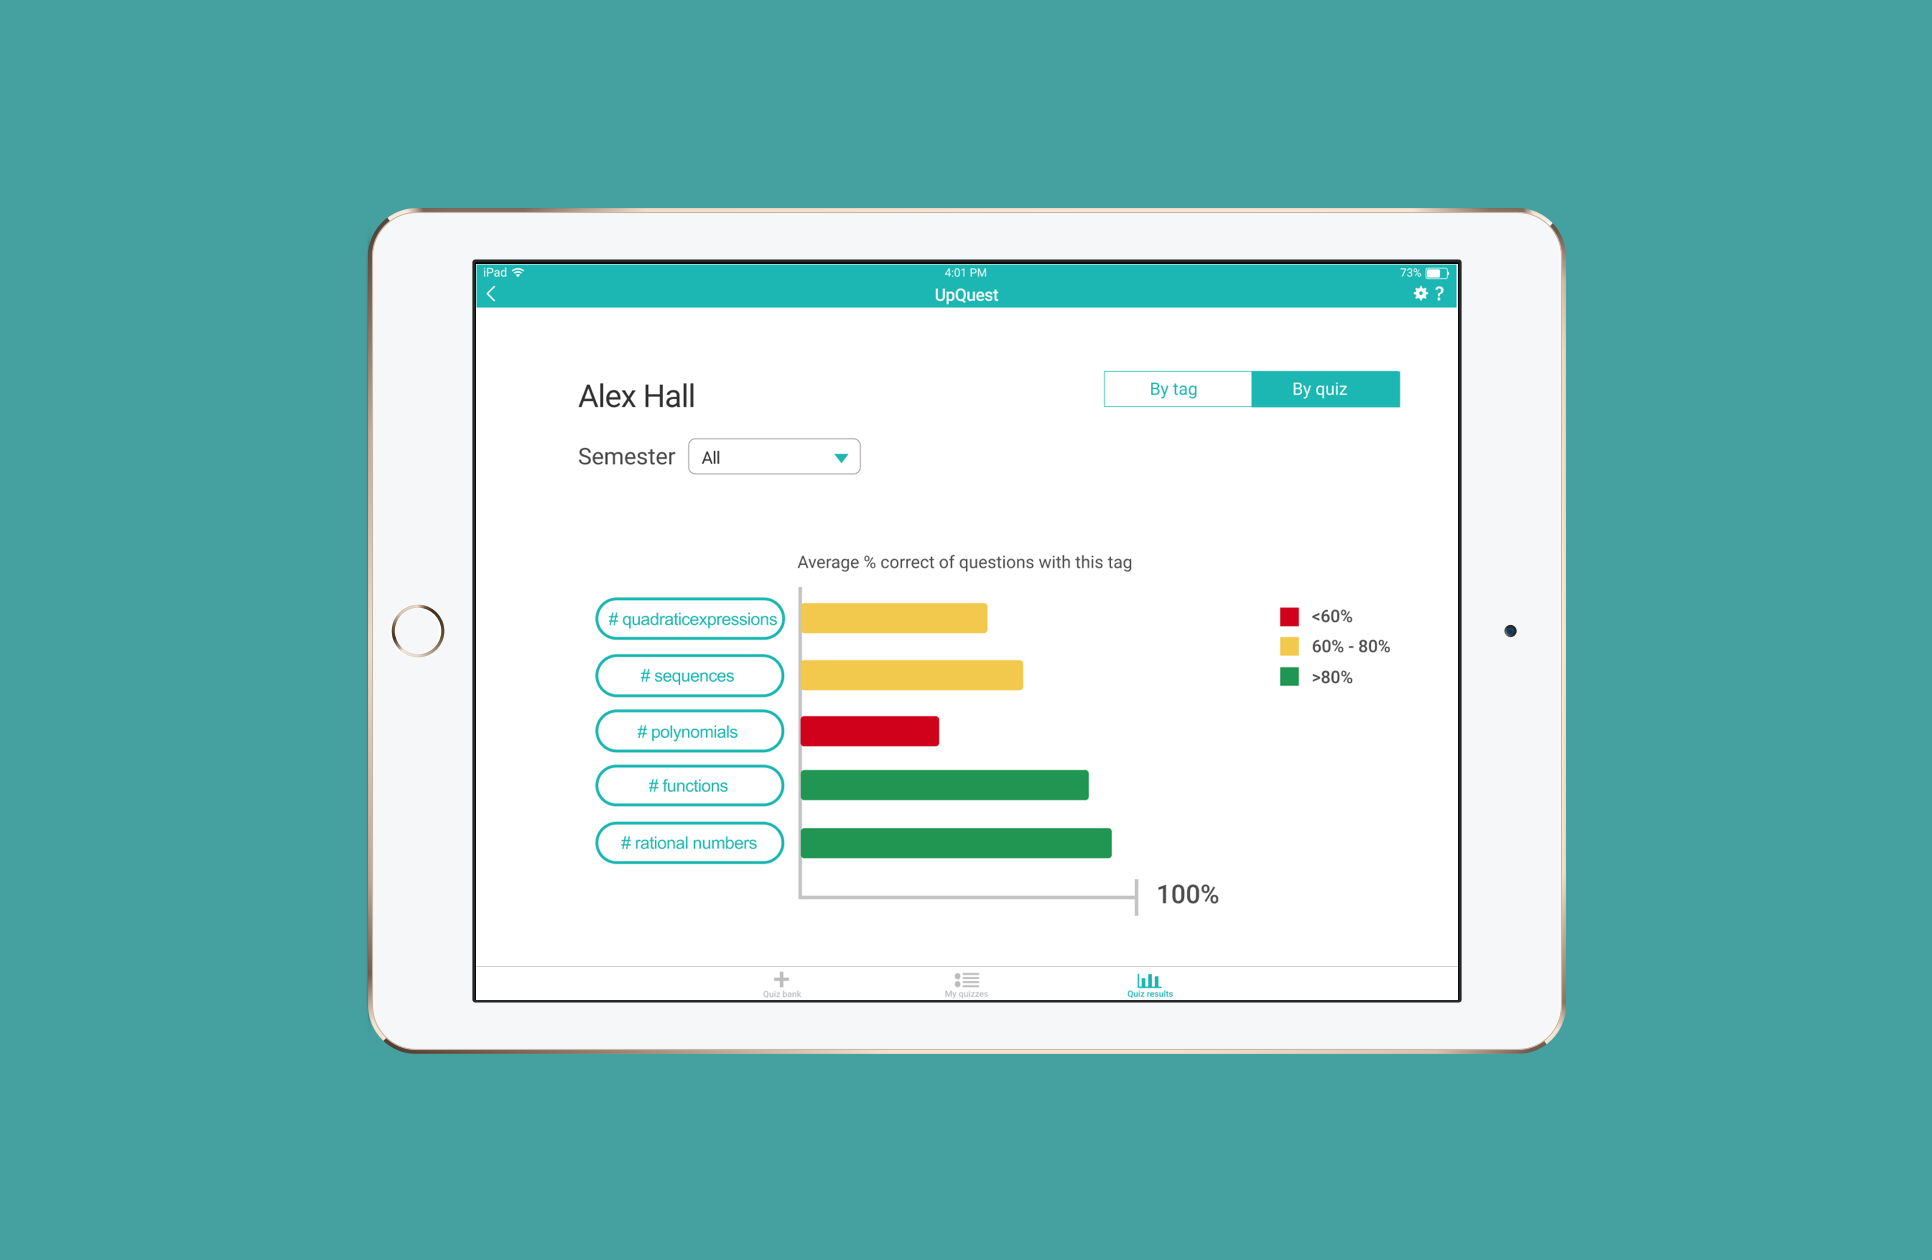 iPad 4:01 PM 73%
UpQuest ?
Alex Hall
By tag By quiz
Semester All
Average % correct of questions with this tag
# quadraticexpressions
# sequences
# polynomials
# functions
# rational numbers
<60%
60% - 80%
>80%
100%
Quiz bank My quizzes Quiz results